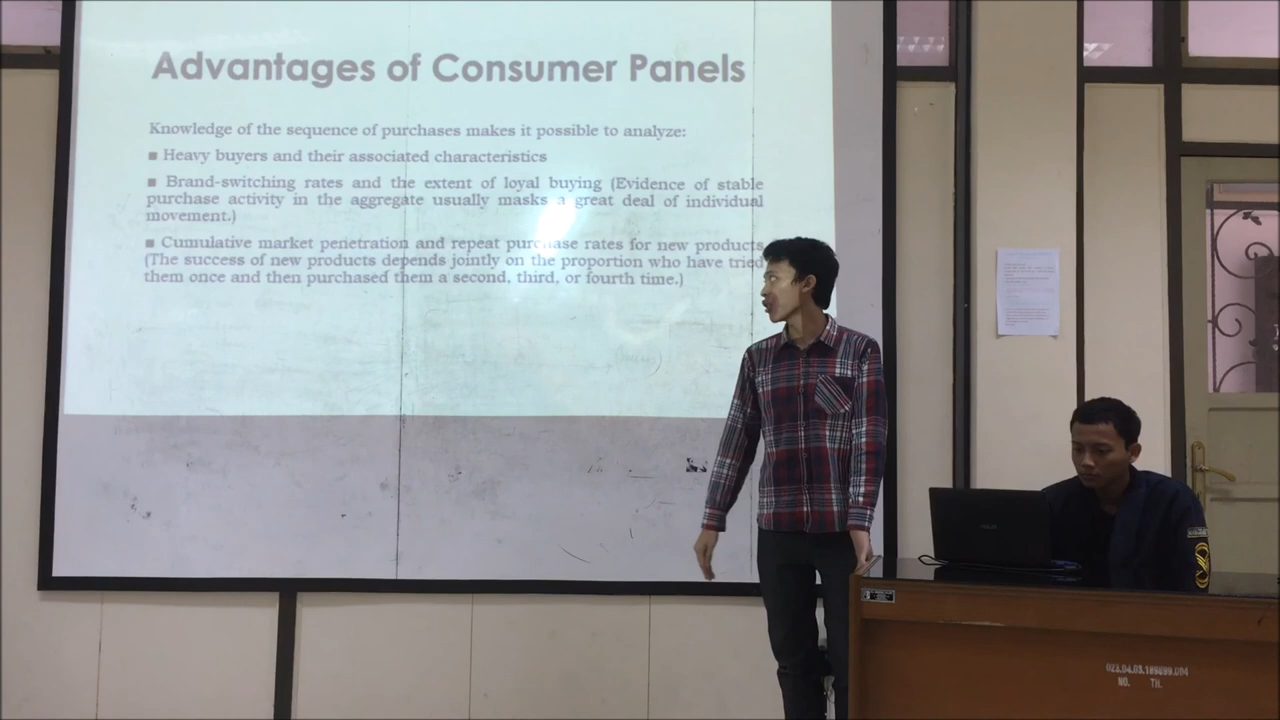 Advantages of Consumer Panels
Knowledge of the sequence of purchases makes it possible to analyze:
■ Heavy buyers and their associated characteristics
■ Brand-switching rates and the extent of loyal buying (Evidence of stable
purchase activity in the aggregate usually masks a great deal of individual
movement.)
■ Cumulative market penetration and repeat purchase rates for new products
(The success of new products depends jointly on the proportion who have tried
them once and then purchased them a second, third, or fourth time.)
ASUS
NO. TH.